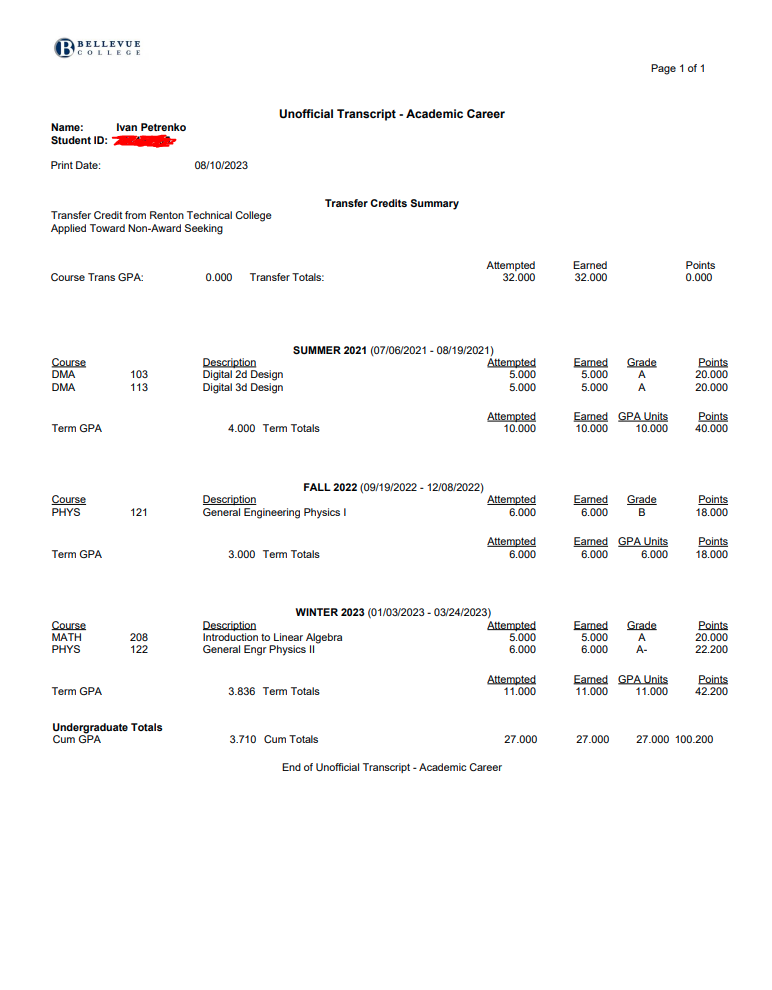 BELLEVUE
COLLEGE
Page 1 of 1
Unofficial Transcript - Academic Career
Name: Ivan Petrenko
Student ID:
Print Date: 08/10/2023
Transfer Credits Summary
Transfer Credit from Renton Technical College
Applied Toward Non-Award Seeking
Attempted Earned Points
Course Trans GPA: 0.000 Transfer Totals: 32.000 32.000 0.000
SUMMER 2021 (07/06/2021 - 08/19/2021)
Course Description Attempted Earned Grade Points
DMA 103 Digital 2d Design 5.000 5.000 A 20.000
DMA 113 Digital 3d Design 5.000 5.000 A 20.000
Attempted Earned GPA Units Points
Term GPA 4.000 Term Totals 10.000 10.000 10.000 40.000
FALL 2022 (09/19/2022 - 12/08/2022)
Course Description Attempted Earned Grade Points
PHYS 121 General Engineering Physics I 6.000 6.000 B 18.000
Attempted Earned GPA Units Points
Term GPA 3.000 Term Totals 6.000 6.000 6.000 18.000
WINTER 2023 (01/03/2023 - 03/24/2023)
Course Description Attempted Earned Grade Points
MATH 208 Introduction to Linear Algebra 5.000 5.000 A 20.000
PHYS 122 General Engr Physics II 6.000 6.000 A- 22.200
Attempted Earned GPA Units Points
Term GPA 3.836 Term Totals 11.000 11.000 11.000 42.200
Undergraduate Totals
Cum GPA 3.710 Cum Totals 27.000 27.000 27.000 100.200
End of Unofficial Transcript - Academic Career